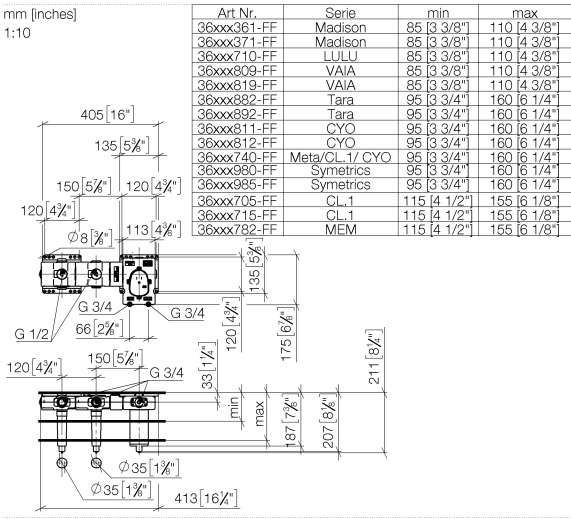 mm [inches]
1:10
Art Nr. Serie min max
36xxx361-FF Madison 85 [3 3/8"] 110 [4 3/8"]
36xxx371-FF Madison 85 [3 3/8"] 110 [4 3/8"]
36xxx710-FF LULU 85 [3 3/8"] 110 [4 3/8"]
36xxx809-FF VAIA 85 [3 3/8"] 110 [4 3/8"]
36xxx819-FF VAIA 85 [3 3/8"] 110 [4 3/8"]
36xxx882-FF Tara 95 [3 3/4"] 160 [6 1/4"]
36xxx892-FF Tara 95 [3 3/4"] 160 [6 1/4"]
36xxx811-FF CYO 95 [3 3/4"] 160 [6 1/4"]
36xxx812-FF CYO 95 [3 3/4"] 160 [6 1/4"]
36xxx740-FF Meta/CL.1/ CYO 95 [3 3/4"] 160 [6 1/4"]
36xxx980-FF Symetrics 95 [3 3/4"] 160 [6 1/4"]
36xxx985-FF Symetrics 95 [3 3/4"] 160 [6 1/4"]
36xxx705-FF CL.1 115 [4 1/2"] 155 [6 1/8"]
36xxx715-FF CL.1 115 [4 1/2"] 155 [6 1/8"]
36xxx782-FF MEM 115 [4 1/2"] 155 [6 1/8"]
405 [16"]
135 [5⅜"]
150 [5⅞"] 120 [4¾"]
120 [4¾"]
Ø8 [⅜"] 113 [4⅜"]
G 3/4 G 3/4
G 1/2 66 [2⅝"]
120 [4¾"]
135 [5⅜"]
175 [6⅞"]
120 [4¾"] 150 [5⅞"] G 3/4
33 [1¼"]
211 [8¼"]
min
max
187 [7⅜"]
207 [8⅛"]
Ø35 [1⅜"]
Ø35 [1⅜"]
413 [16¼"]